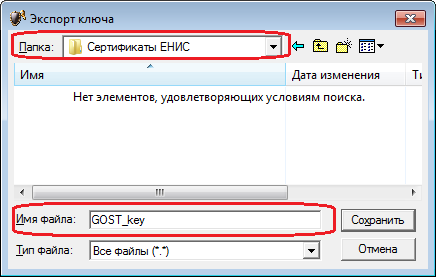 Экспорт ключа
Папка: Сертификаты ЕНИС
Имя Дата изменения Ти
Нет элементов, удовлетворяющих условиям поиска.
Имя файла: GOST_key Сохранить
Тип файла: Все файлы (*.*) Отмена